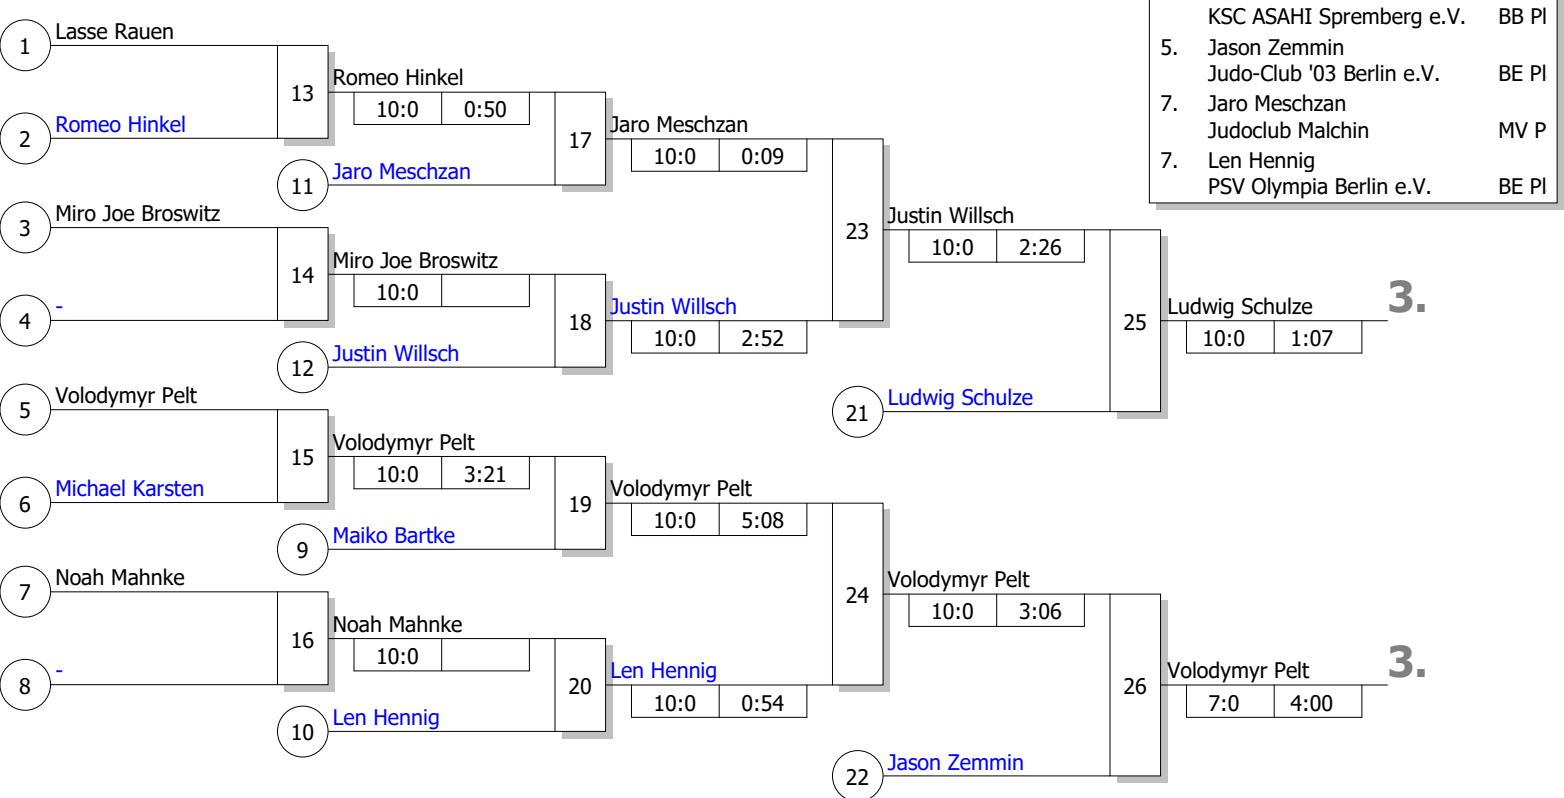 KSC ASAHI Spremberg e.V. BB Pl
5. Jason Zemmin
Judo-Club '03 Berlin e.V. BE Pl
7. Jaro Meschzan
Judoclub Malchin MV P
7. Len Hennig
PSV Olympia Berlin e.V. BE Pl
1 Lasse Rauen
13
2 Romeo Hinkel
Romeo Hinkel
10:0 0:50
17
11 Jaro Meschzan
Jaro Meschzan
10:0 0:09
3 Miro Joe Broswitz
14
4 -
Miro Joe Broswitz
10:0
18
12 Justin Willsch
Justin Willsch
10:0 2:52
23
Justin Willsch
10:0 2:26
25
21 Ludwig Schulze
Ludwig Schulze 3.
10:0 1:07
5 Volodymyr Pelt
15
6 Michael Karsten
Volodymyr Pelt
10:0 3:21
19
9 Maiko Bartke
Volodymyr Pelt
10:0 5:08
7 Noah Mahnke
16
8 -
Noah Mahnke
10:0
20
10 Len Hennig
Len Hennig
10:0 0:54
24
Volodymyr Pelt
10:0 3:06
26
22 Jason Zemmin
Volodymyr Pelt 3.
7:0 4:00